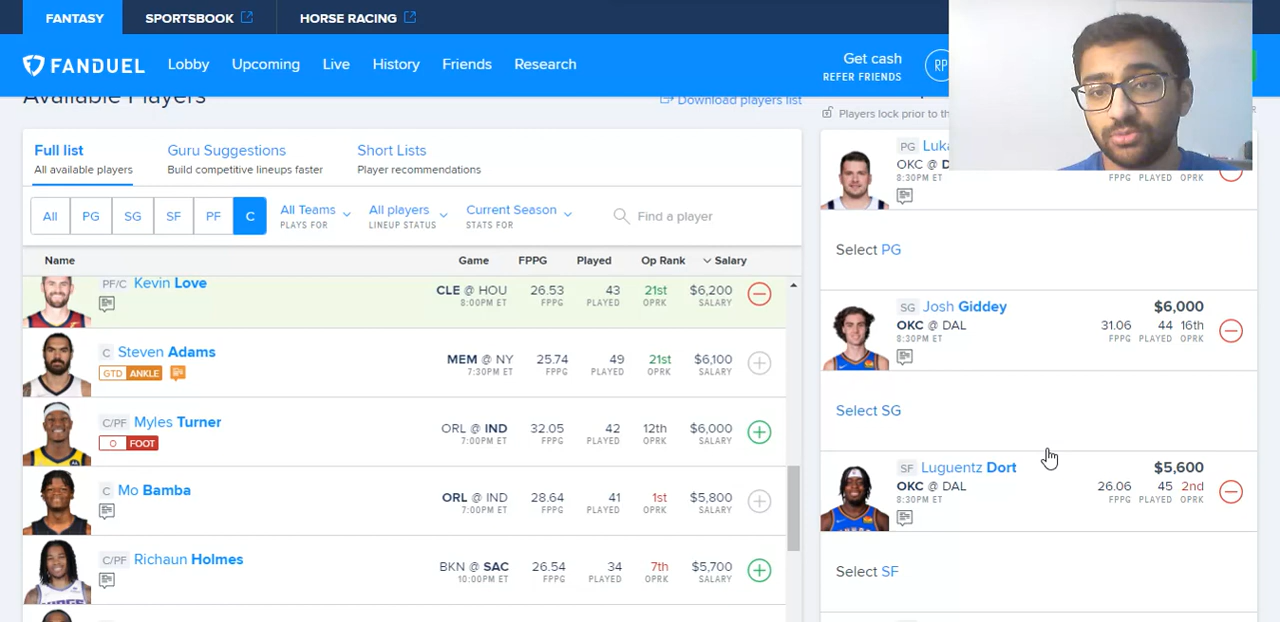 FANTASY SPORTSBOOK HORSE RACING
FANDUEL Lobby Upcoming Live History Friends Research Get cash
REFER FRIENDS RP
Available Players Download players list
Full list Guru Suggestions Short Lists
All available players Build competitive lineups faster Player recommendations
All PG SG SF PF C
All Teams All players Current Season Find a player
PLAYS FOR LINEUP STATUS STATS FOR
Name Game FPPG Played Op Rank Salary
PF/C Kevin Love CLE @ HOU 26.53 43 21st $6,200
8:00PM ET FPPG PLAYED OPRK SALARY
C Steven Adams MEM @ NY 25.74 49 21st $6,100
GTD ANKLE 7:30PM ET FPPG PLAYED OPRK SALARY
C/PF Myles Turner ORL @ IND 32.05 42 12th $6,000
O FOOT 7:00PM ET FPPG PLAYED OPRK SALARY
C Mo Bamba ORL @ IND 28.64 41 1st $5,800
7:00PM ET FPPG PLAYED OPRK SALARY
C/PF Richaun Holmes BKN @ SAC 26.54 34 7th $5,700
10:00PM ET FPPG PLAYED OPRK SALARY
Players lock prior to th
PG Luka
OKC @ D
8:30PM ET FPPG PLAYED OPRK
Select PG
SG Josh Giddey $6,000
OKC @ DAL 31.06 44 16th
8:30PM ET FPPG PLAYED OPRK
Select SG
SF Luguentz Dort $5,600
OKC @ DAL 26.06 45 2nd
8:30PM ET FPPG PLAYED OPRK
Select SF